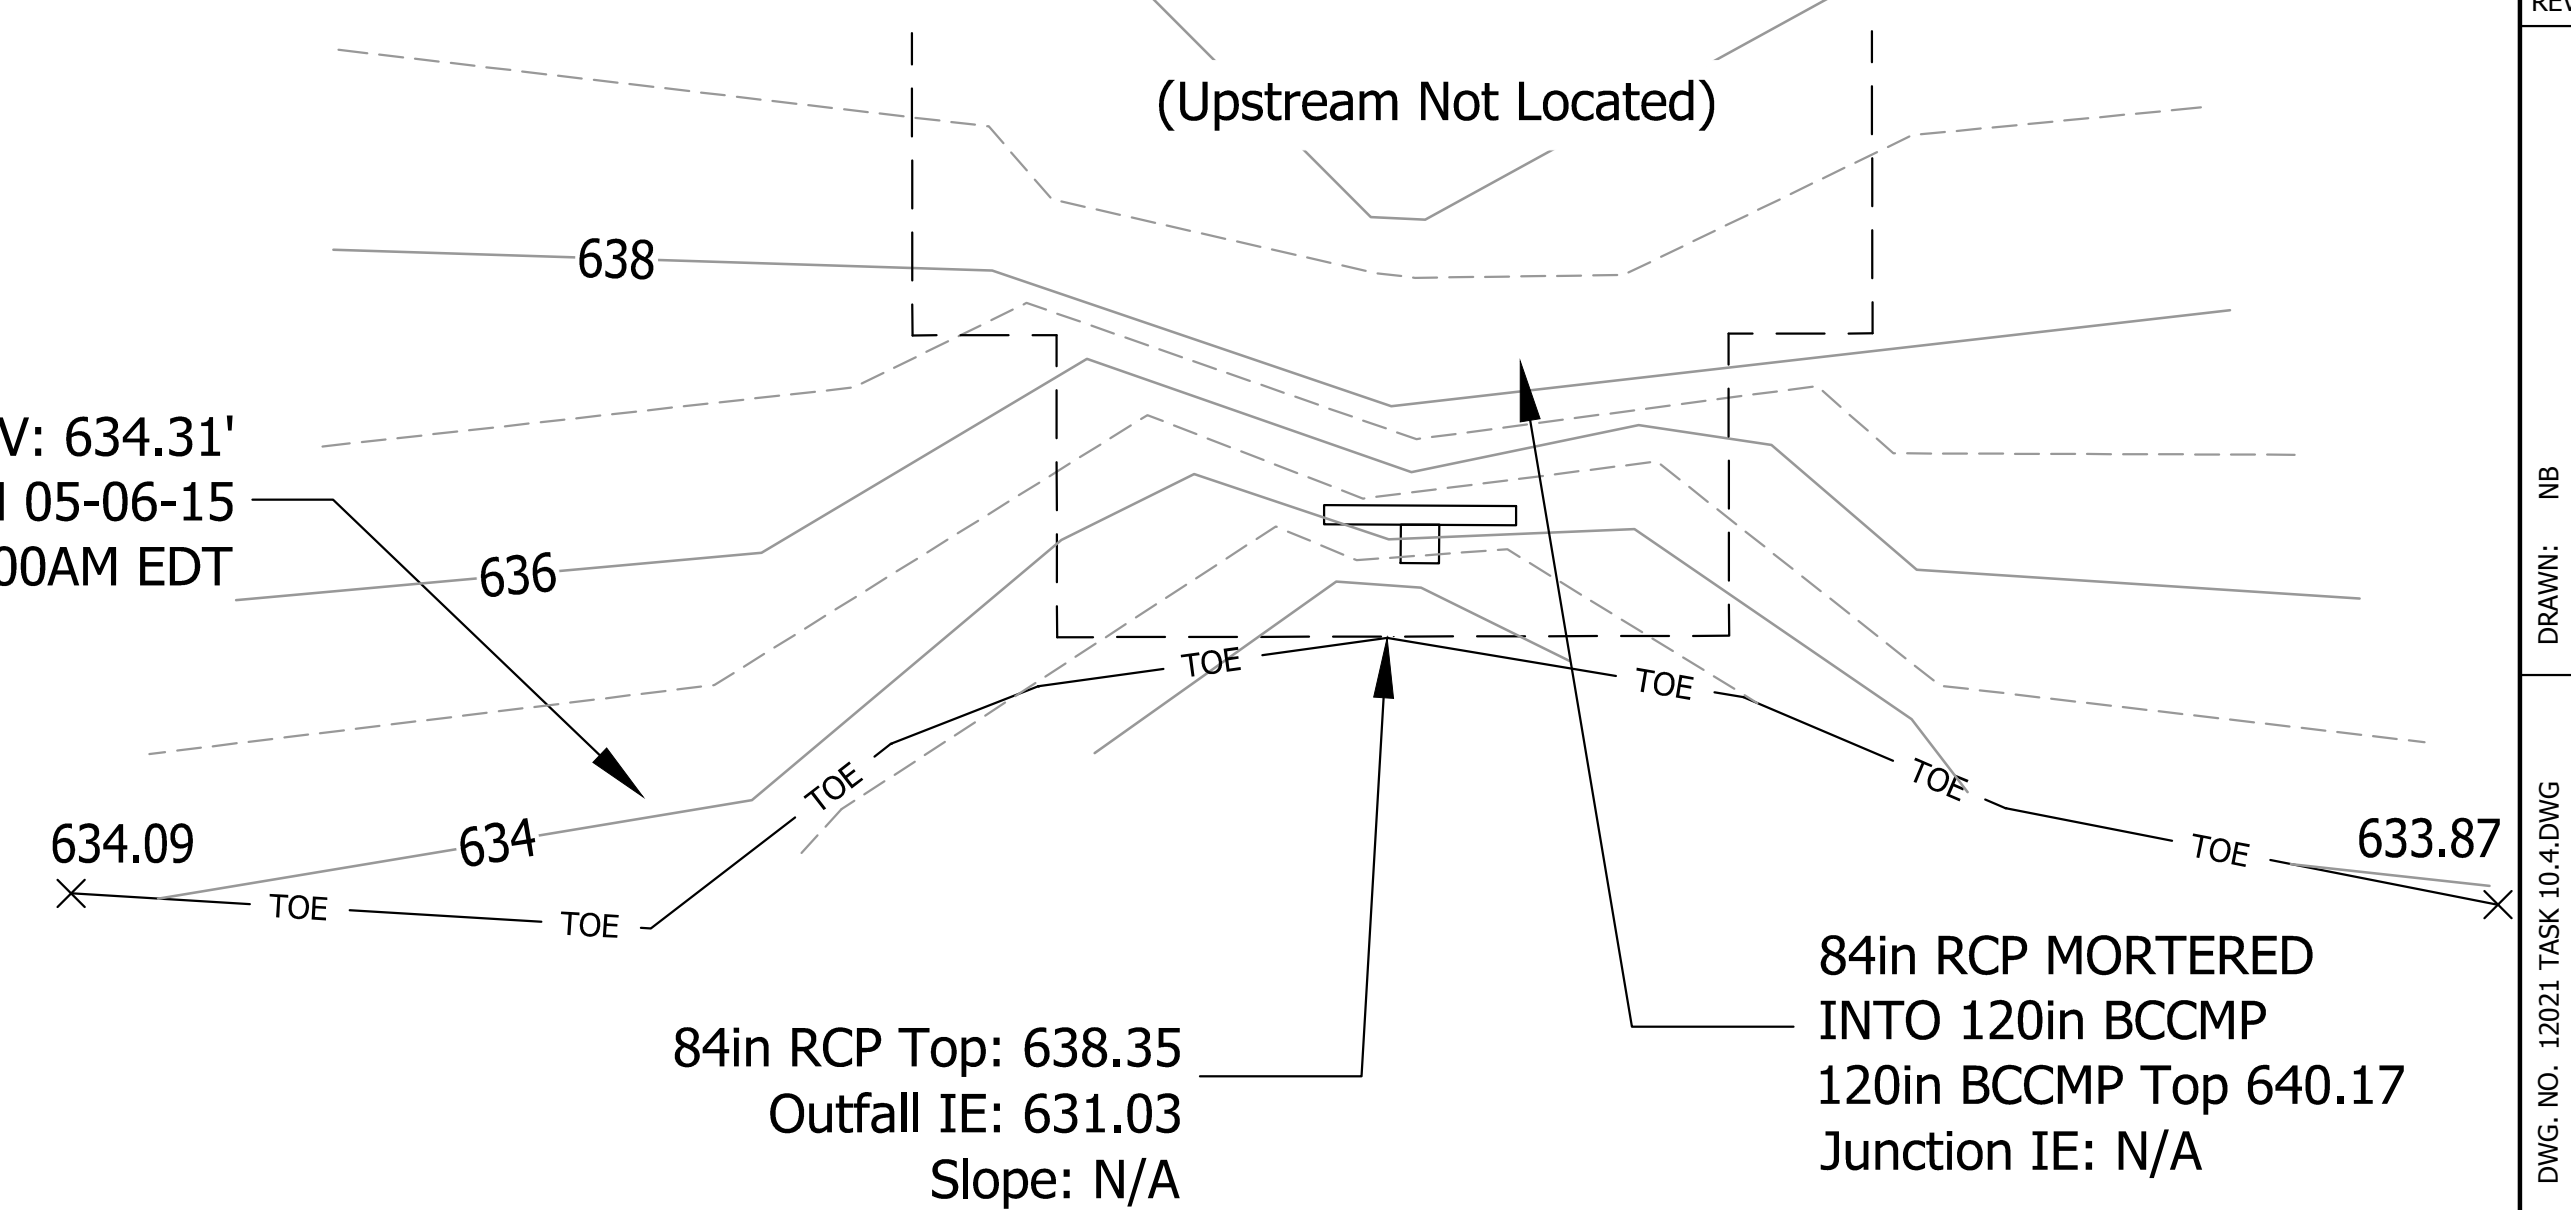 (Upstream Not Located)
638
V: 634.31'
05-06-15
00AM EDT
636
TOE
TOE
TOE
TOE
634.09
634
TOE
TOE
TOE
633.87
84in RCP Top: 638.35
Outfall IE: 631.03
Slope: N/A
84in RCP MORTERED
INTO 120in BCCMP
120in BCCMP Top 640.17
Junction IE: N/A
REV
DRAWN: NB
DWG. NO. 12021 TASK 10.4.DWG